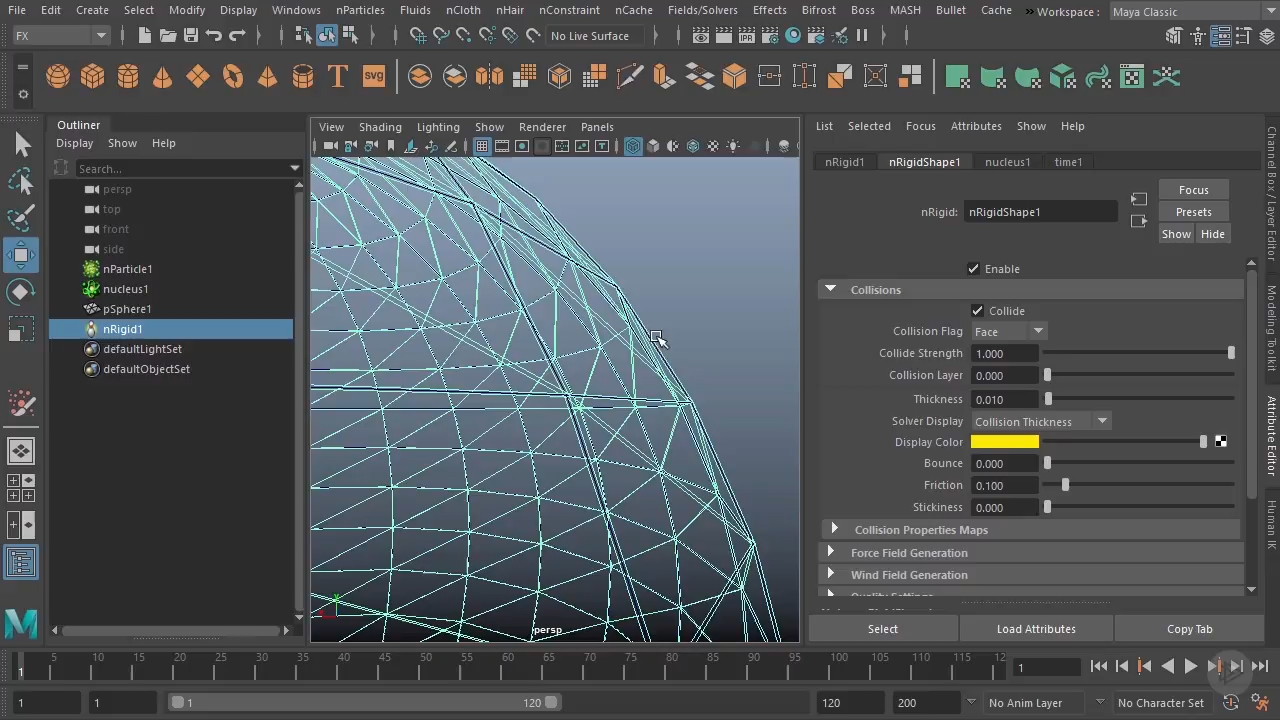 File Edit Create Select Modify Display Windows nParticles Fluids nCloth nHair nConstraint nCache Fields/Solvers Effects Bifrost Boss MASH Bullet Cache » Workspace : Maya Classic
FX No Live Surface IPR
T svg
Outliner
Display Show Help
Search...
persp
top
front
side
nParticle1
nucleus1
pSphere1
nRigid1
defaultLightSet
defaultObjectSet
View Shading Lighting Show Renderer Panels
persp
List Selected Focus Attributes Show Help
nRigid1 nRigidShape1 nucleus1 time1
nRigid: nRigidShape1
Focus
Presets
Show Hide
Enable
Collisions
Collide
Collision Flag Face
Collide Strength 1.000
Collision Layer 0.000
Thickness 0.010
Solver Display Collision Thickness
Display Color
Bounce 0.000
Friction 0.100
Stickiness 0.000
Collision Properties Maps
Force Field Generation
Wind Field Generation
Quality Settings
Select Load Attributes Copy Tab
Channel Box / Layer Editor
Modeling Toolkit
Attribute Editor
Human IK
1 5 10 15 20 25 30 35 40 45 50 55 60 65 70 75 80 85 90 95 100 105 110 115 12 1
1 1 1 120 120 200 No Anim Layer No Character Set